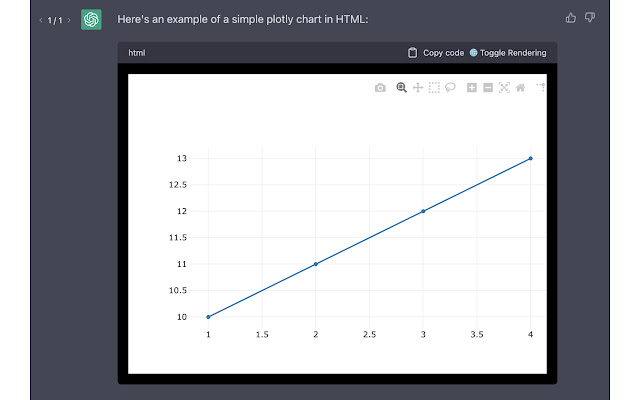 1 / 1
Here's an example of a simple plotly chart in HTML:
html
Copy code
Toggle Rendering
13
12.5
12
11.5
11
10.5
10
1 1.5 2 2.5 3 3.5 4